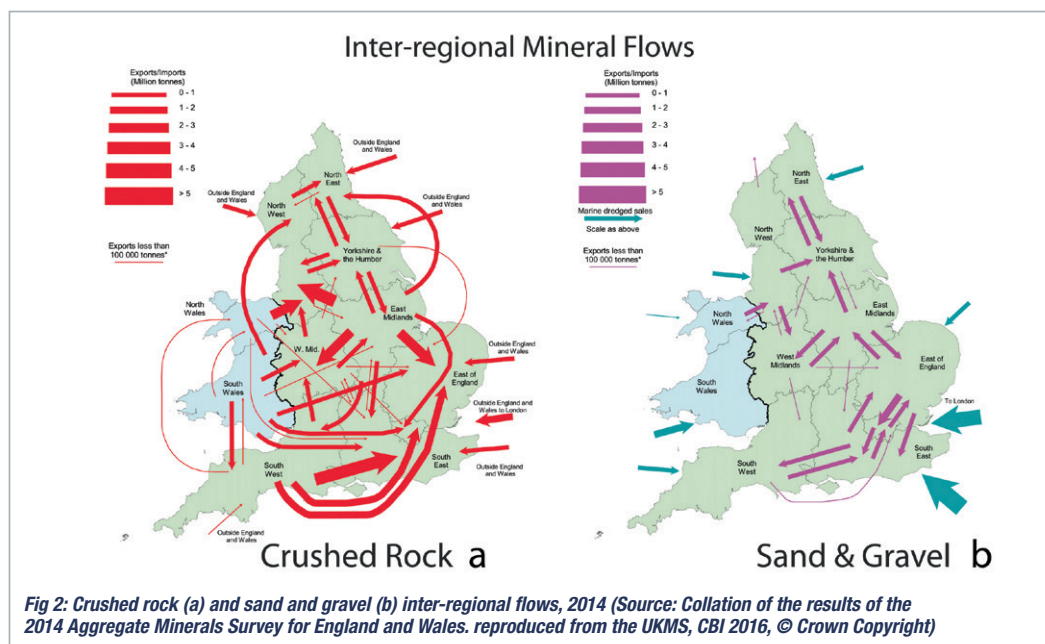 Inter-regional Mineral Flows
Exports/Imports
(Million tonnes)
0 - 1
1 - 2
2 - 3
3 - 4
4 - 5
> 5
Exports less than
100 000 tonnes*
Outside England
and Wales
North
East
Outside England
and Wales
Outside England
and Wales
North
West
Yorkshire &
the Humber
North
Wales
East
Midlands
W. Mid.
Outside England
and Wales
East of
England
South
Wales
Outside England and
Wales to London
South
East
South
West
Outside England
and Wales
Outside England
and Wales
Crushed Rock a
Exports/Imports
(Million tonnes)
0 - 1
1 - 2
2 - 3
3 - 4
4 - 5
> 5
Marine dredged sales
Scale as above
Exports less than
100 000 tonnes*
North
East
North
West
Yorkshire &
the Humber
North
Wales
East
Midlands
West
Midlands
East of
England
South
Wales
To London
South
East
South
West
Sand & Gravel b
Fig 2: Crushed rock (a) and sand and gravel (b) inter-regional flows, 2014 (Source: Collation of the results of the
2014 Aggregate Minerals Survey for England and Wales. reproduced from the UKMS, CBI 2016, © Crown Copyright)